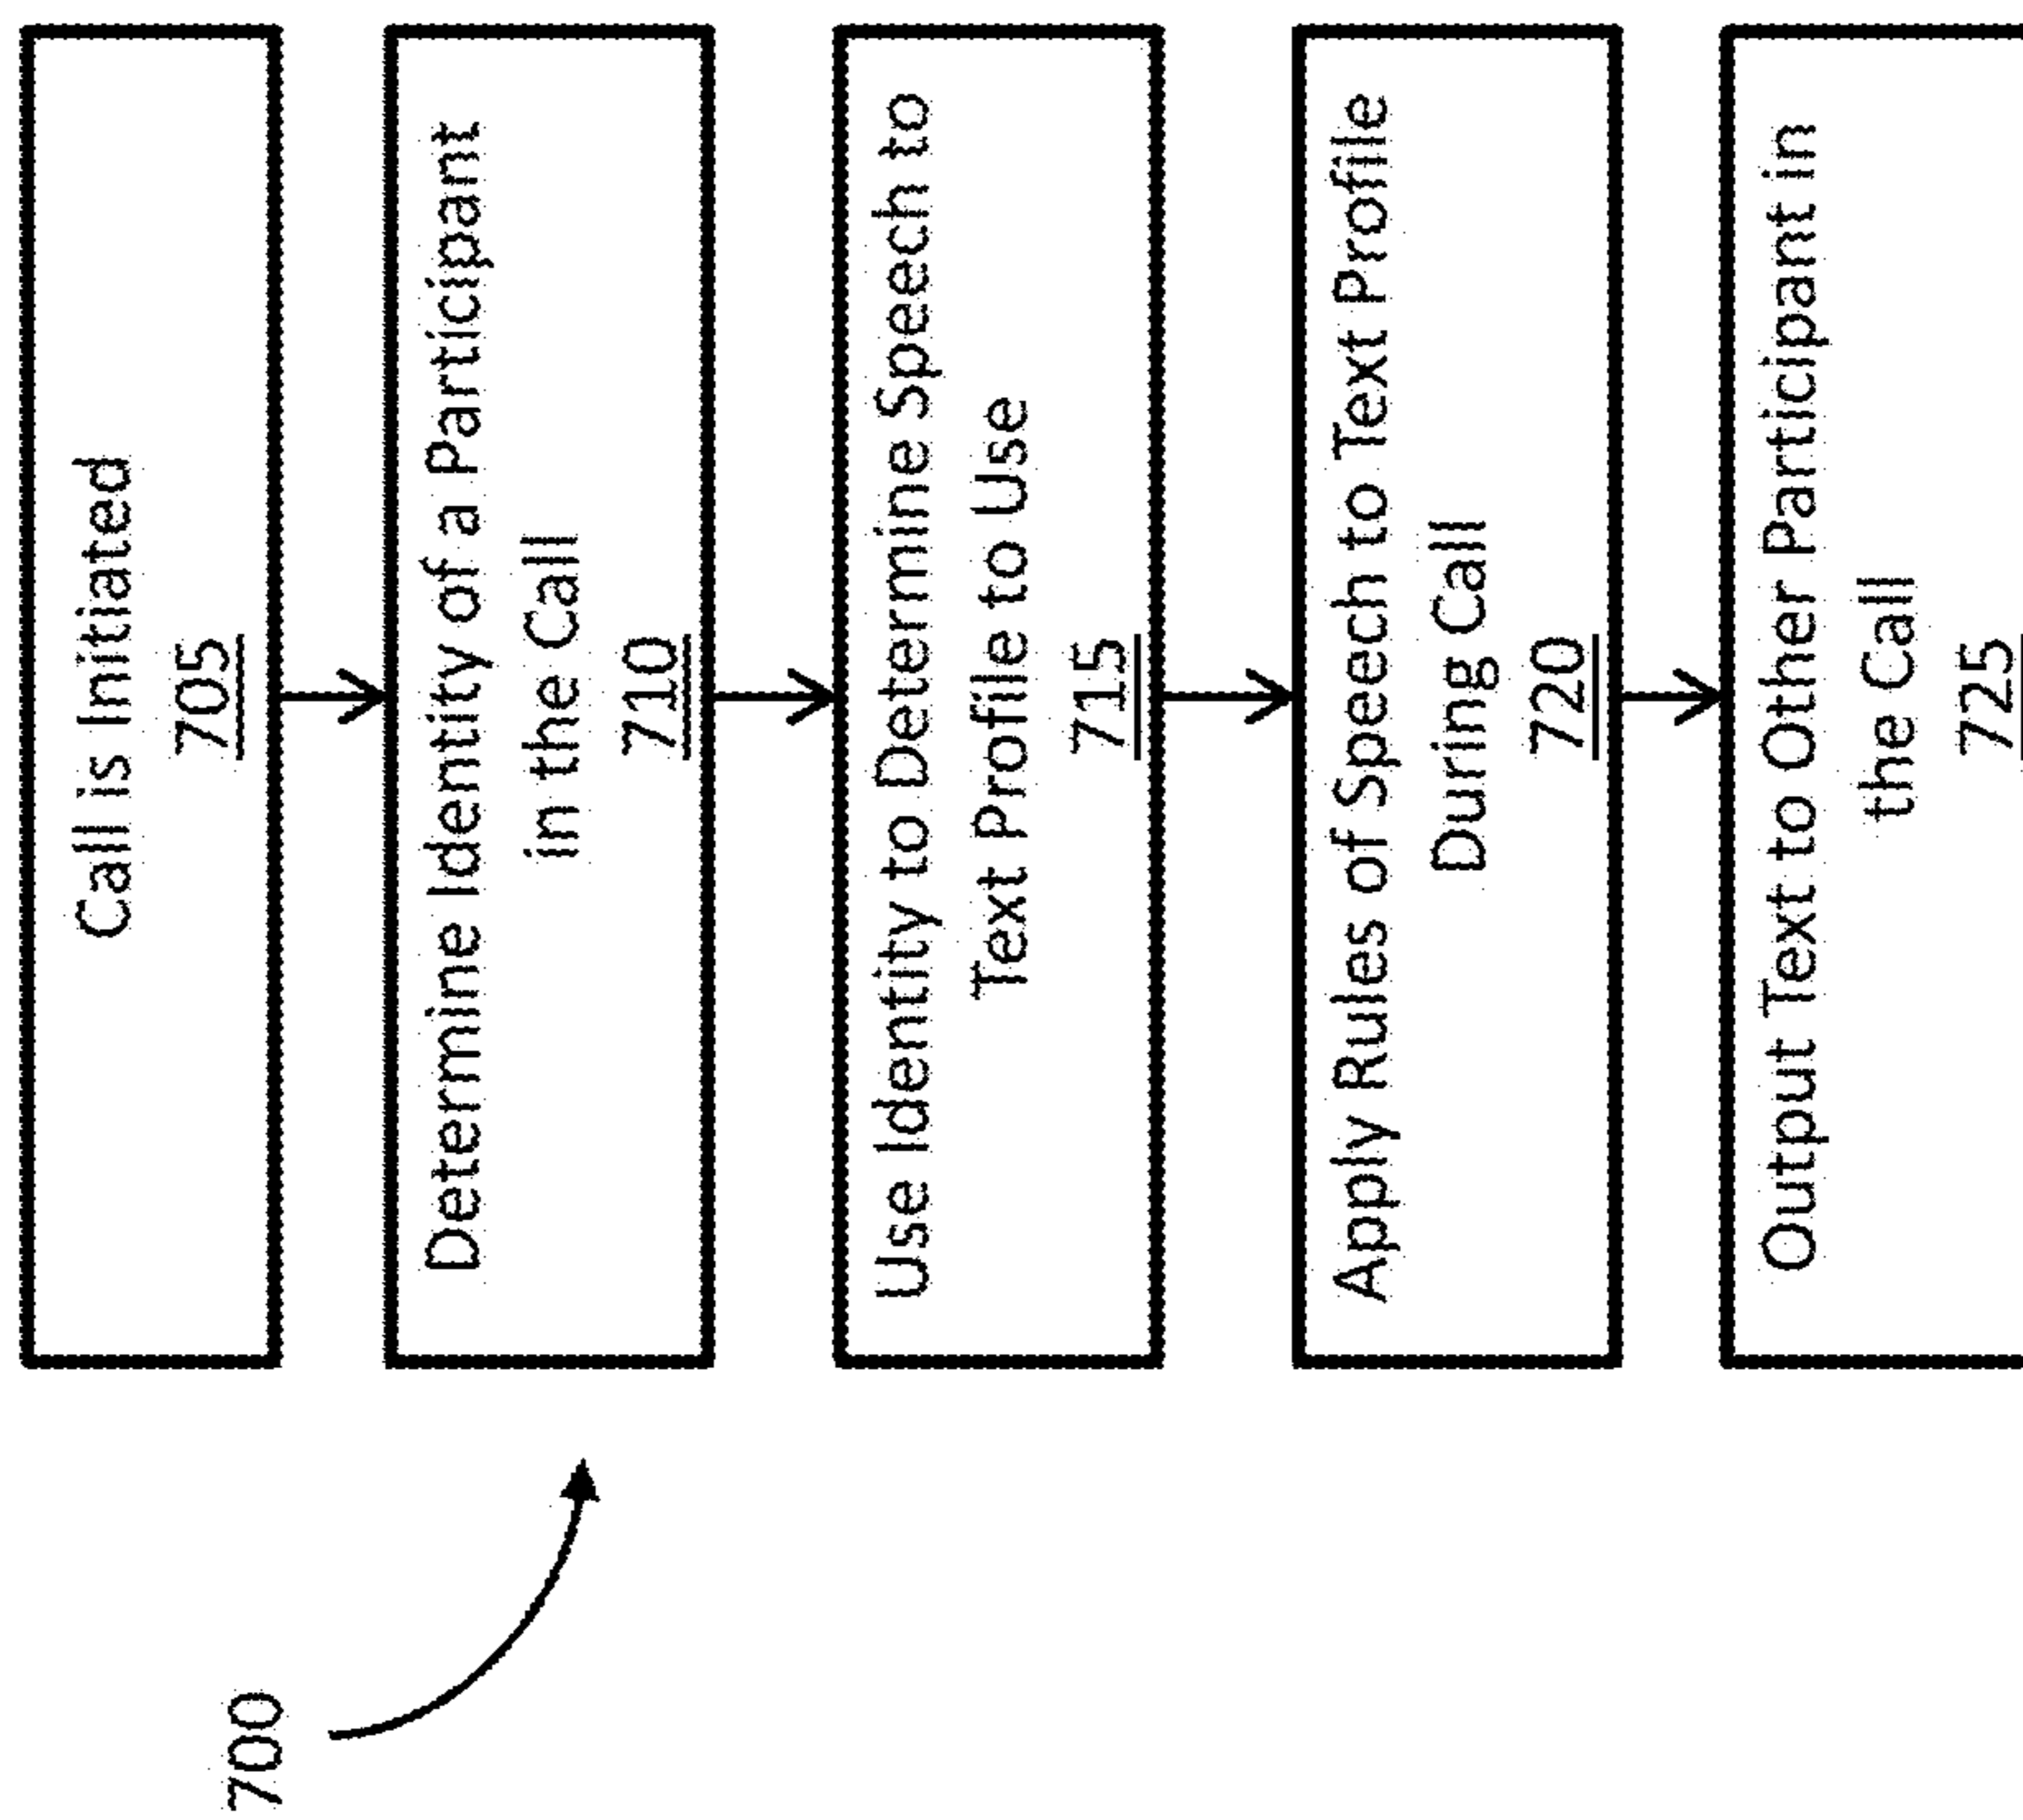 700
Call is Initiated
705
Determine Identity of a Participant
in the Call
710
Use Identity to Determine Speech to
Text Profile to Use
715
Apply Rules of Speech to Text Profile
During Call
720
Output Text to Other Participant in
the Call
725